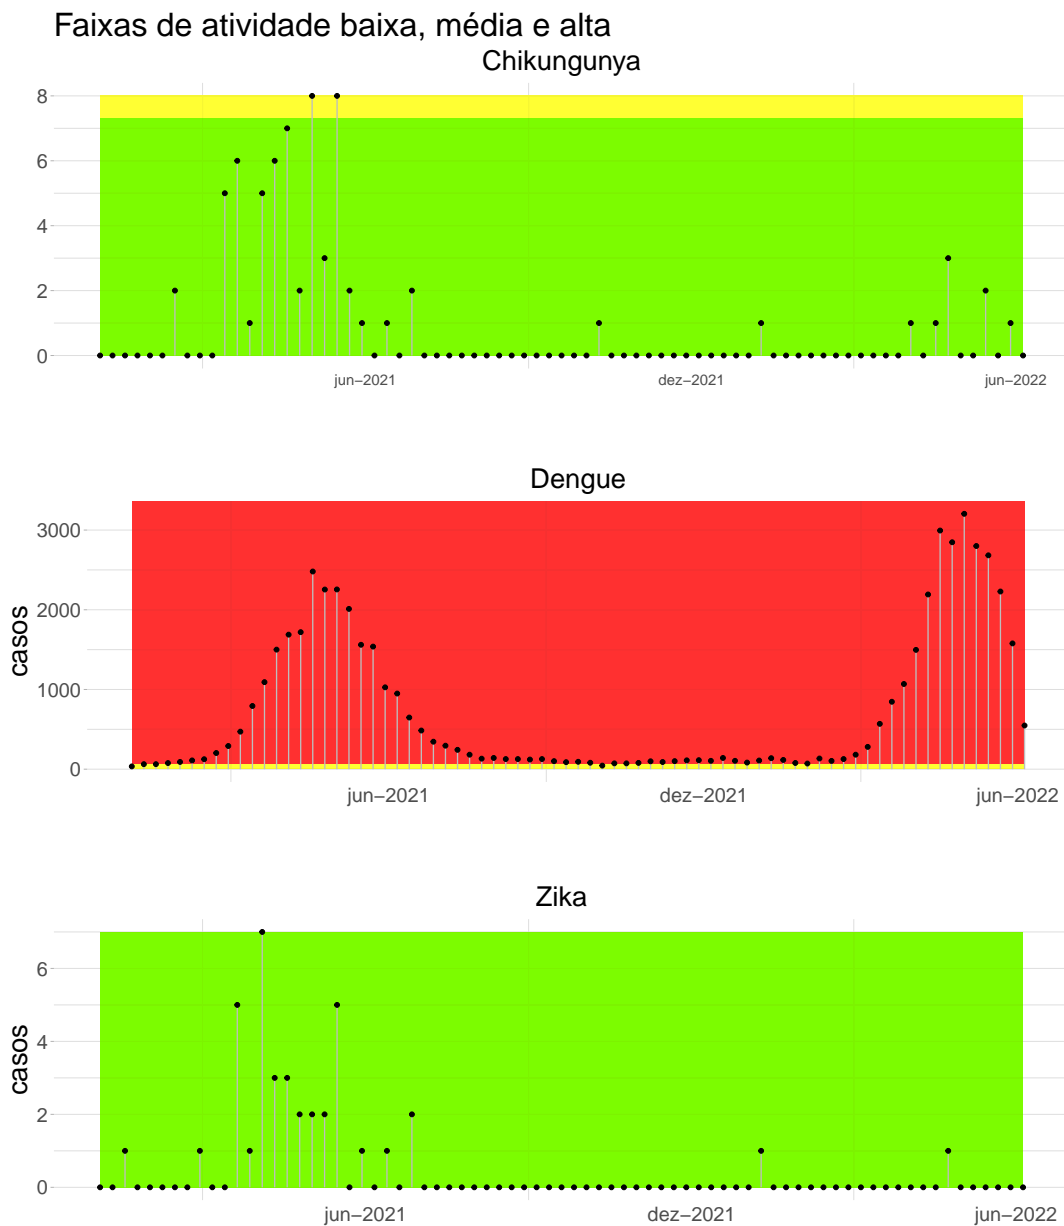 Faixas de atividade baixa, média e alta
Chikungunya
8
6
4
2
0
jun−2021 dez−2021 jun−2022
Dengue
casos
3000
2000
1000
0
jun−2021 dez−2021 jun−2022
Zika
casos
6
4
2
0
jun−2021 dez−2021 jun−2022